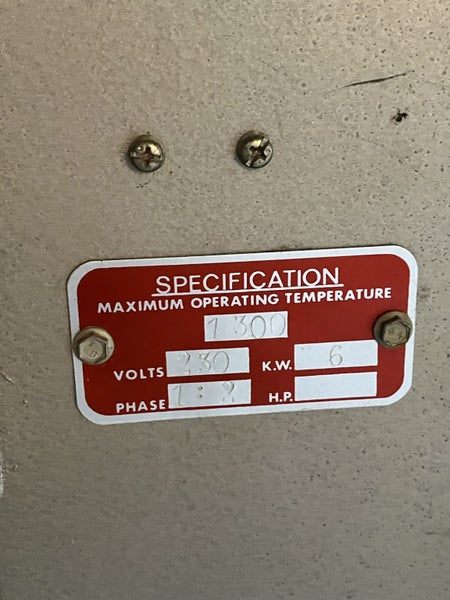 SPECIFICATION
MAXIMUM OPERATING TEMPERATURE
1300
VOLTS 230 K.W. 6
PHASE 1 : 2 H.P.